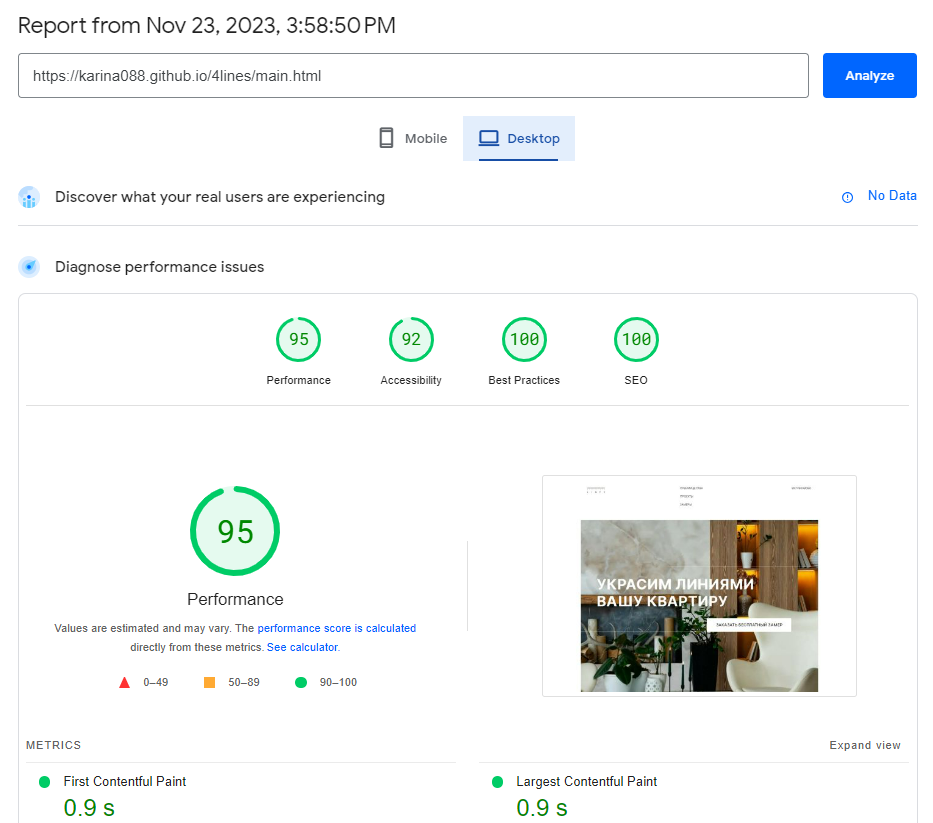 Report from Nov 23, 2023, 3:58:50 PM
https://karina088.github.io/4lines/main.html
Analyze
Mobile
Desktop
Discover what your real users are experiencing
No Data
Diagnose performance issues
95
92
100
100
Performance
Accessibility
Best Practices
SEO
95
Performance
Values are estimated and may vary. The performance score is calculated
directly from these metrics. See calculator.
0–49
50–89
90–100
УКРАСИМ ЛИНИЯМИ
ВАШУ КВАРТИРУ
ЗАКАЗАТЬ БЕСПЛАТНЫЙ ЗАМЕР
METRICS
Expand view
First Contentful Paint
Largest Contentful Paint
0.9 s
0.9 s